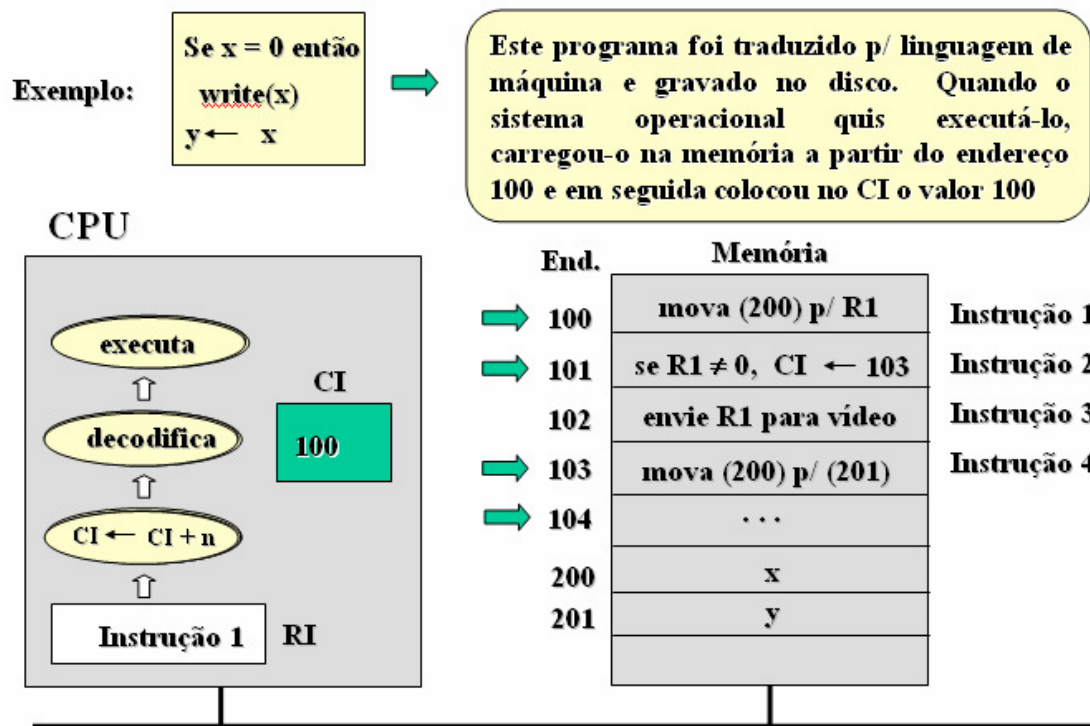 Exemplo:
Se x = 0 então
write(x)
y ← x
Este programa foi traduzido p/ linguagem de
máquina e gravado no disco. Quando o
sistema operacional quis executá-lo,
carregou-o na memória a partir do endereço
100 e em seguida colocou no CI o valor 100
CPU
executa
decodifica
CI ← CI + n
Instrução 1 RI
CI
100
End. Memória
100 mova (200) p/ R1 Instrução 1
101 se R1 ≠ 0, CI ← 103 Instrução 2
102 envie R1 para vídeo Instrução 3
103 mova (200) p/ (201) Instrução 4
104 . . .
200 x
201 y